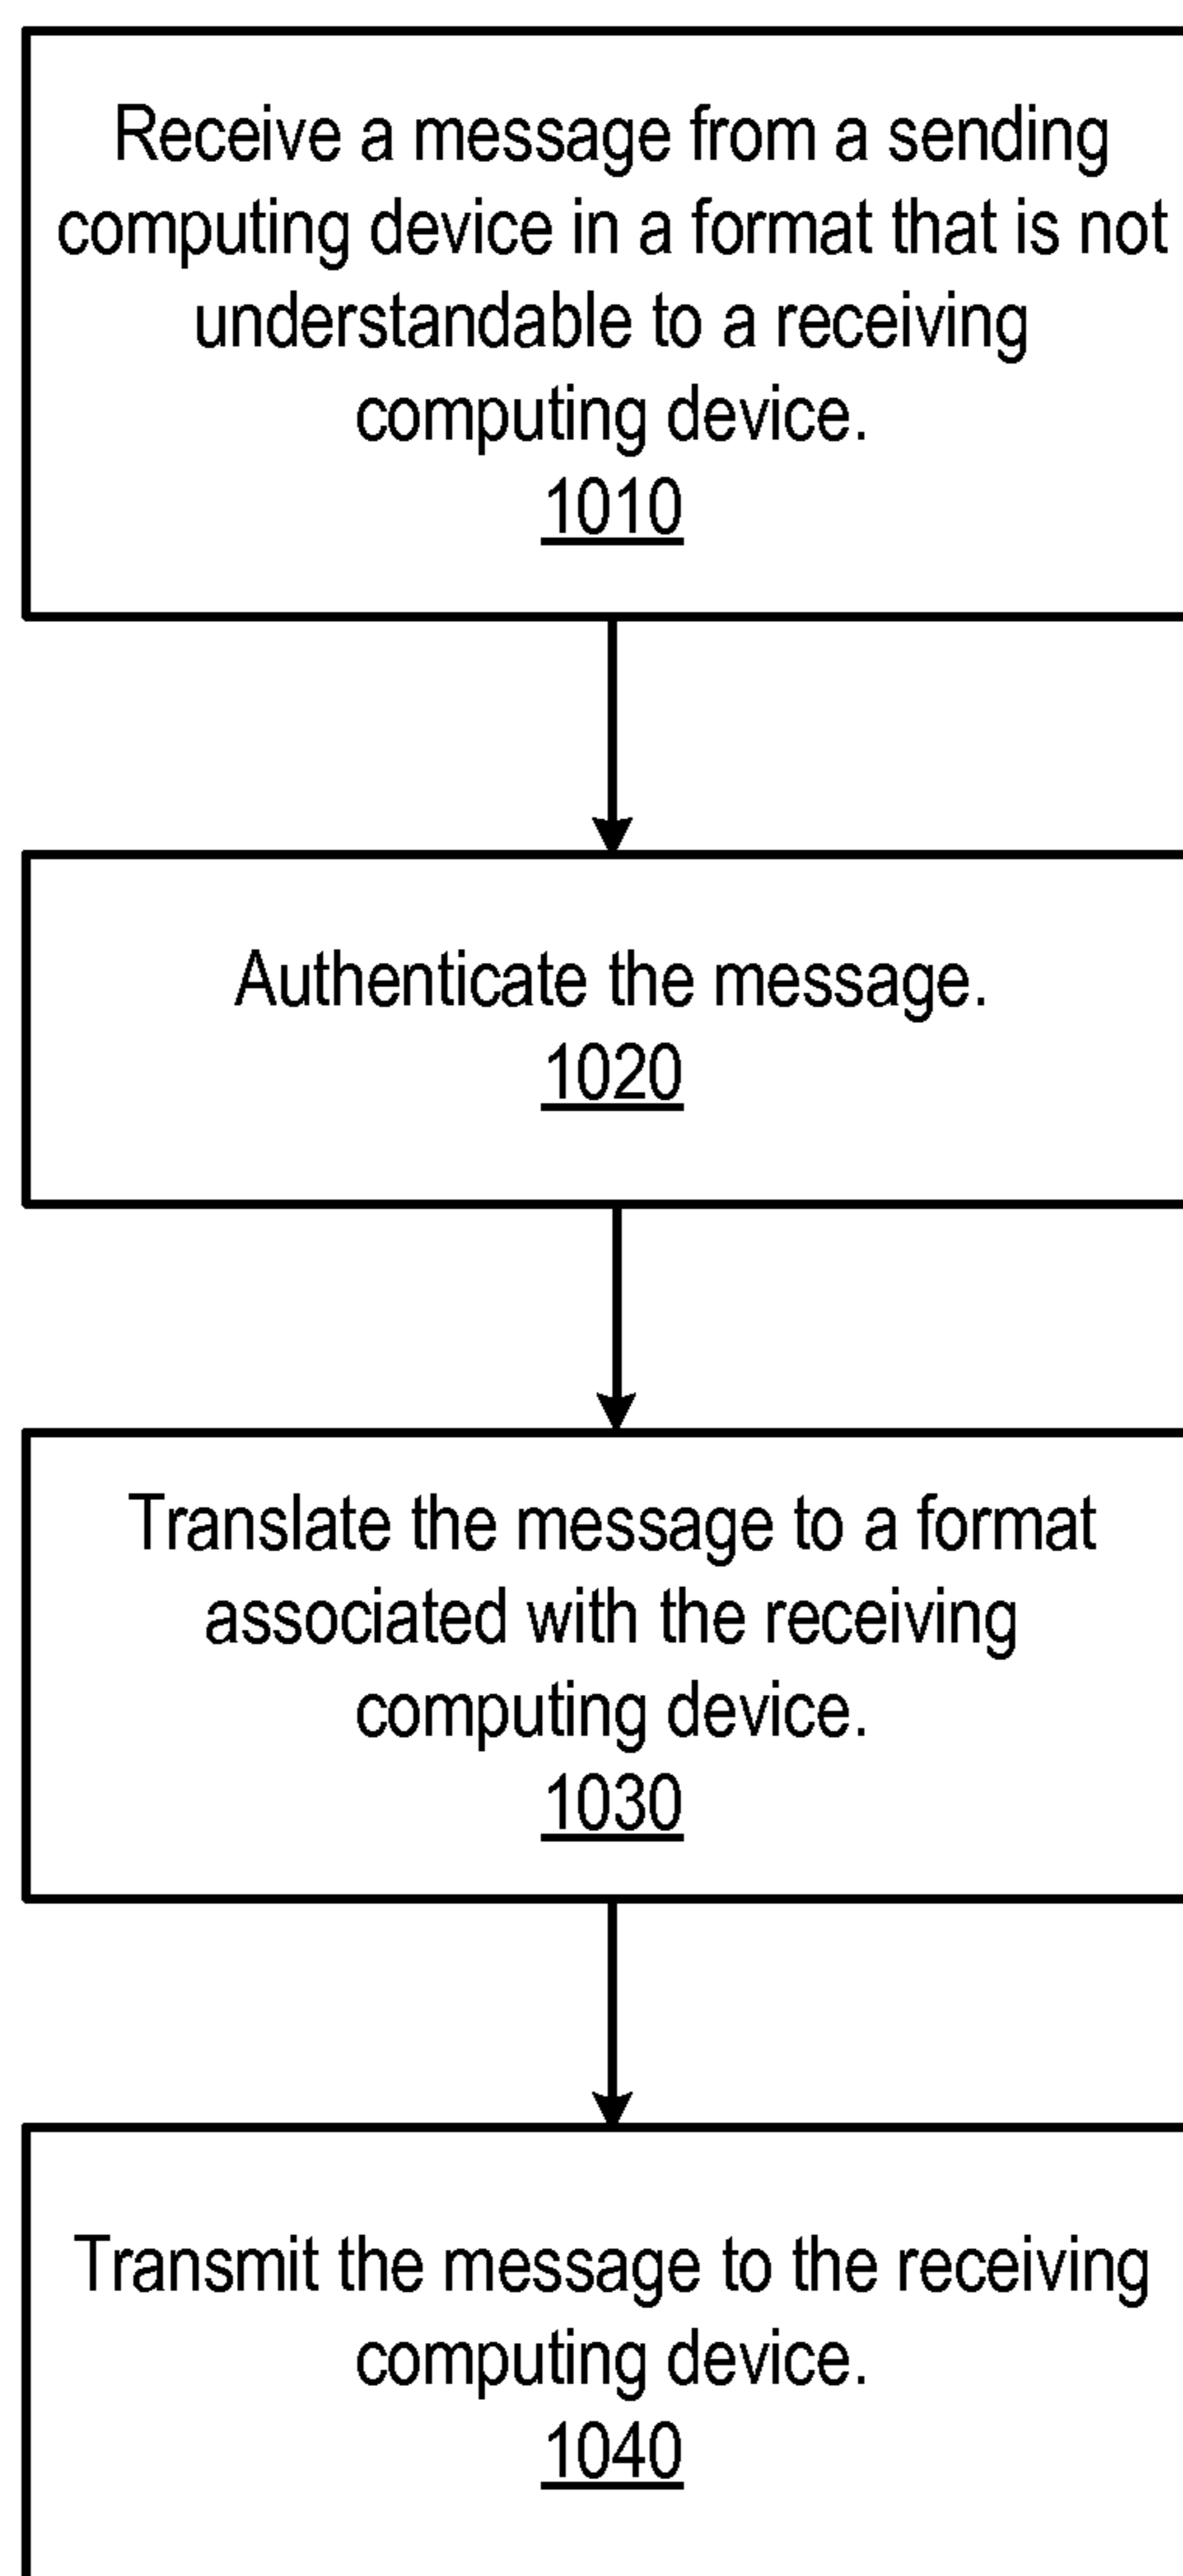 Receive a message from a sending
computing device in a format that is not
understandable to a receiving
computing device.
1010
Authenticate the message.
1020
Translate the message to a format
associated with the receiving
computing device.
1030
Transmit the message to the receiving
computing device.
1040